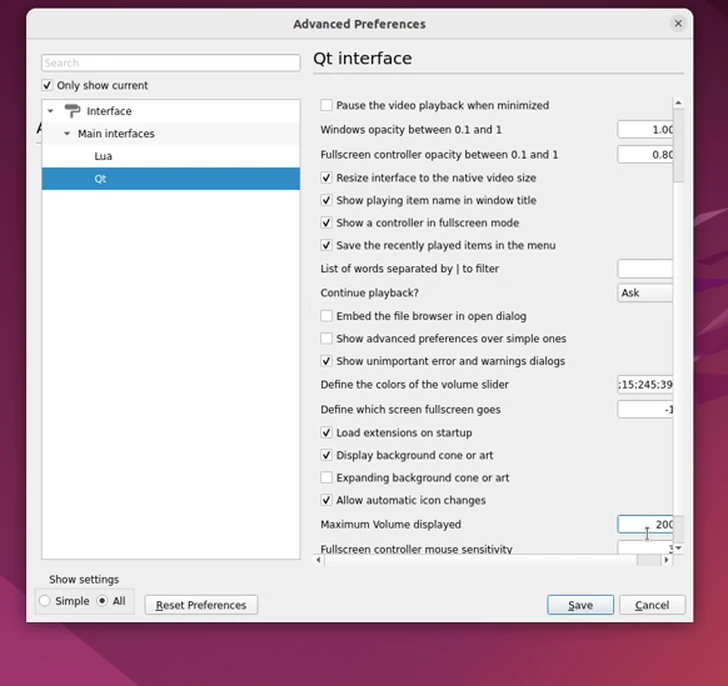 Advanced Preferences
Search
Only show current
Interface
Main interfaces
Lua
Qt
Qt interface
Pause the video playback when minimized
Windows opacity between 0.1 and 1 1.00
Fullscreen controller opacity between 0.1 and 1 0.80
Resize interface to the native video size
Show playing item name in window title
Show a controller in fullscreen mode
Save the recently played items in the menu
List of words separated by | to filter
Continue playback? Ask
Embed the file browser in open dialog
Show advanced preferences over simple ones
Show unimportant error and warnings dialogs
Define the colors of the volume slider ;15;245;39
Define which screen fullscreen goes -1
Load extensions on startup
Display background cone or art
Expanding background cone or art
Allow automatic icon changes
Maximum Volume displayed 200
Fullscreen controller mouse sensitivity 3
Show settings
Simple All
Reset Preferences
Save
Cancel